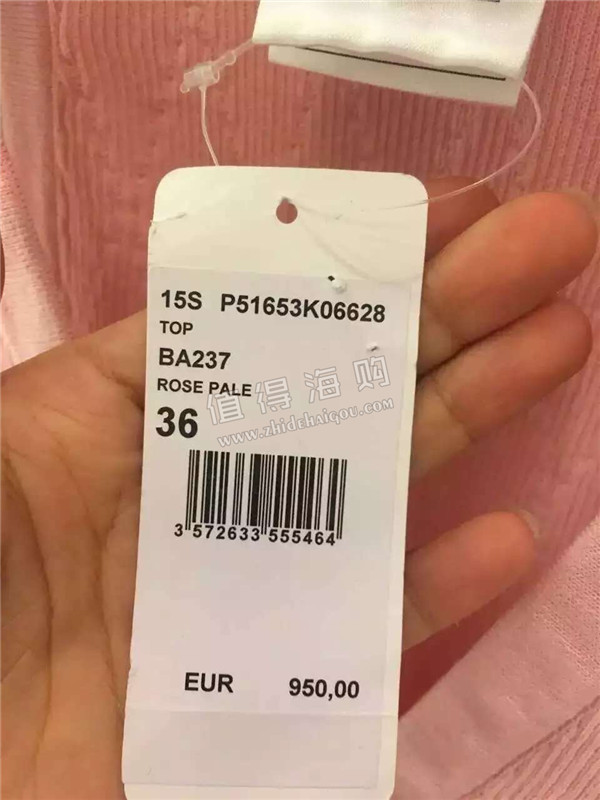 15S P51653K06628
TOP
BA237
ROSE PALE
36
值得海购
www.zhidehaigou.com
3 572633 555464
EUR 950,00